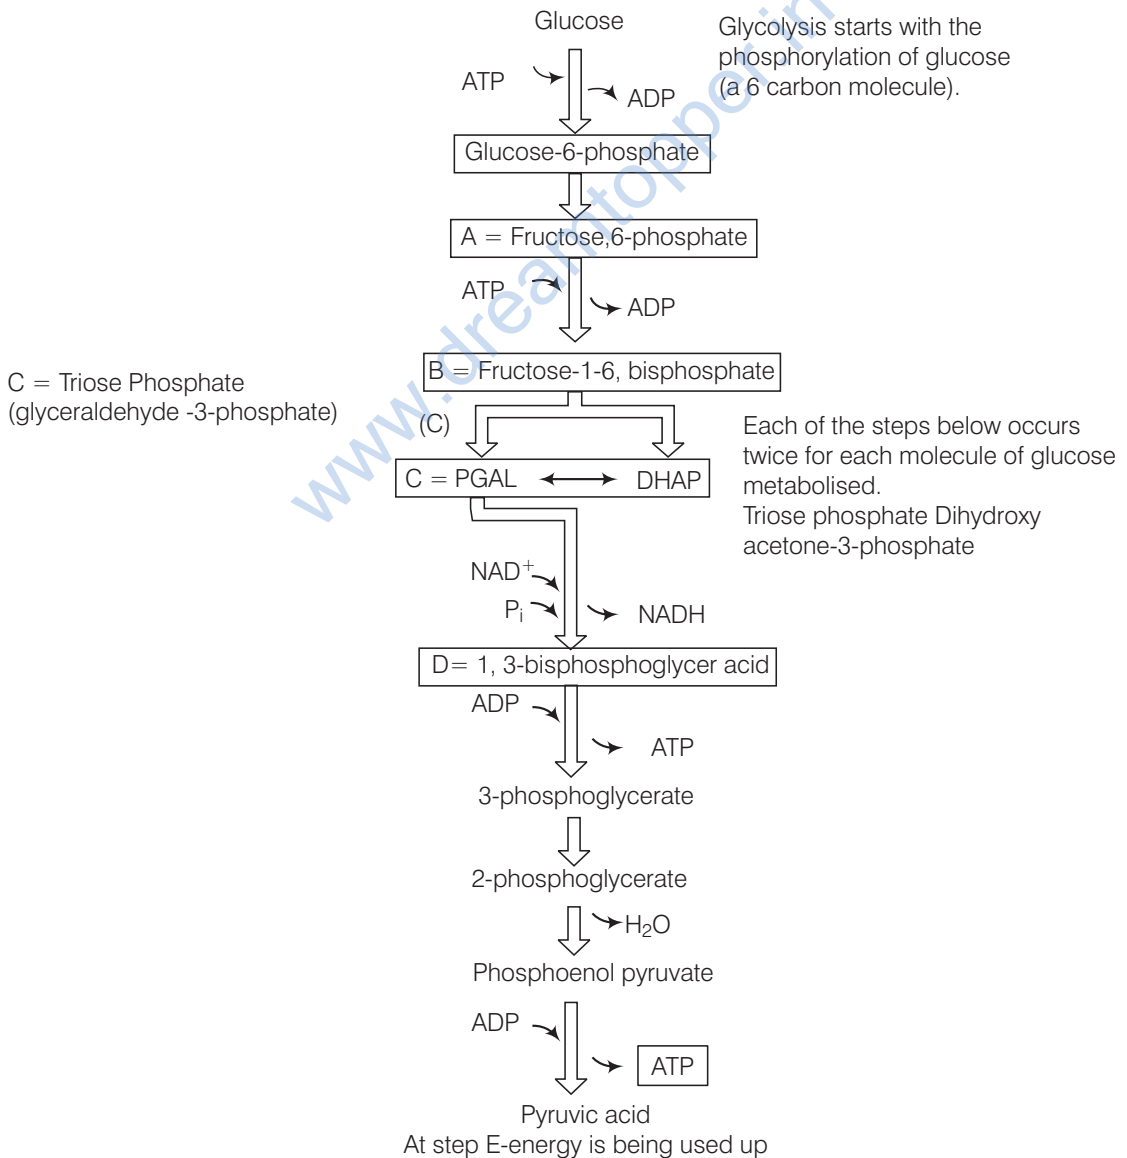 Glucose
Glycolysis starts with the
phosphorylation of glucose
(a 6 carbon molecule).
ATP
ADP
Glucose-6-phosphate
A = Fructose,6-phosphate
ATP
ADP
B = Fructose-1-6, bisphosphate
C = Triose Phosphate
(glyceraldehyde -3-phosphate)
(C)
C = PGAL
DHAP
Each of the steps below occurs
twice for each molecule of glucose
metabolised.
Triose phosphate Dihydroxy
acetone-3-phosphate
NAD+
Pi
NADH
D= 1, 3-bisphosphoglycer acid
ADP
ATP
3-phosphoglycerate
2-phosphoglycerate
H2O
Phosphoenol pyruvate
ADP
ATP
Pyruvic acid
At step E-energy is being used up
www.dreamtopper.in